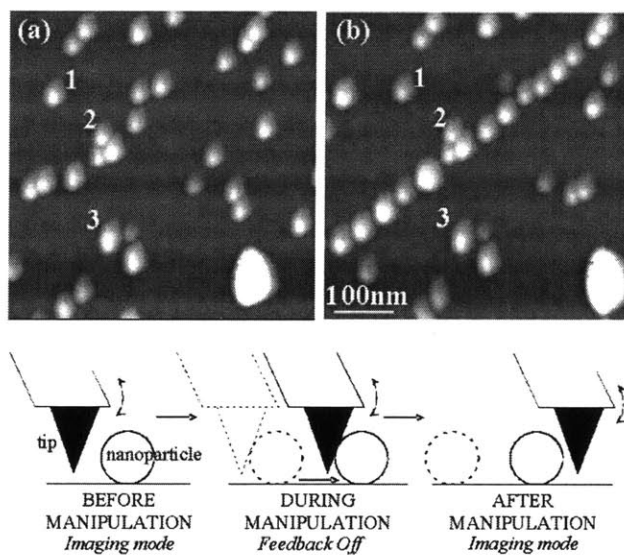 (a)
1
2
3
(b)
1
2
3
100nm
tip
nanoparticle
BEFORE
MANIPULATION
Imaging mode
DURING
MANIPULATION
Feedback Off
AFTER
MANIPULATION
Imaging mode